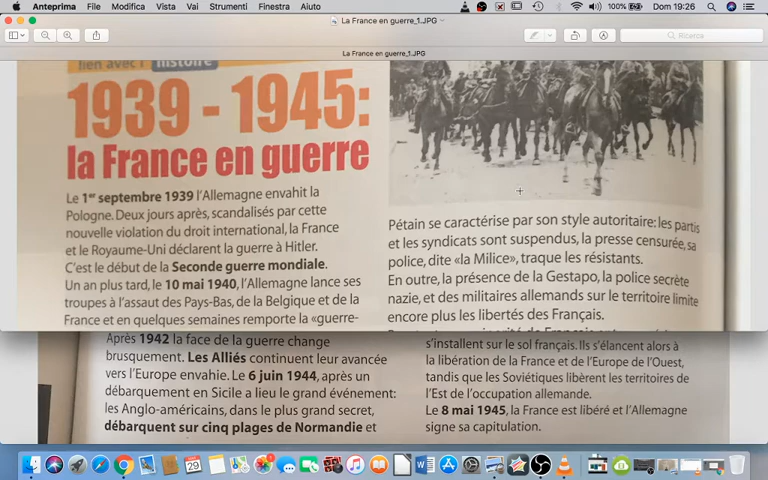 Anteprima File Modifica Vista Vai Strumenti Finestra Aiuto 100% Dom 19:26
La France en guerre_1.JPG
Ricerca
La France en guerre_1.JPG
lien avec l'histoire
1939 - 1945:
la France en guerre
Le 1er septembre 1939 l'Allemagne envahit la
Pologne. Deux jours après, scandalisés par cette
nouvelle violation du droit international, la France
et le Royaume-Uni déclarent la guerre à Hitler.
C'est le début de la Seconde guerre mondiale.
Un an plus tard, le 10 mai 1940, l'Allemagne lance ses
troupes à l'assaut des Pays-Bas, de la Belgique et de la
France et en quelques semaines remporte la «guerre-
Pétain se caractérise par son style autoritaire: les partis
et les syndicats sont suspendus, la presse censurée, sa
police, dite «la Milice», traque les résistants.
En outre, la présence de la Gestapo, la police secrète
nazie, et des militaires allemands sur le territoire limite
encore plus les libertés des Français.
Après 1942 la face de la guerre change
brusquement. Les Alliés continuent leur avancée
vers l'Europe envahie. Le 6 juin 1944, après un
débarquement en Sicile a lieu le grand événement:
les Anglo-américains, dans le plus grand secret,
débarquent sur cinq plages de Normandie et
s'installent sur le sol français. Ils s'élancent alors à
la libération de la France et de l'Europe de l'Ouest,
tandis que les Soviétiques libèrent les territoires de
l'Est de l'occupation allemande.
Le 8 mai 1945, la France est libéré et l'Allemagne
signe sa capitulation.